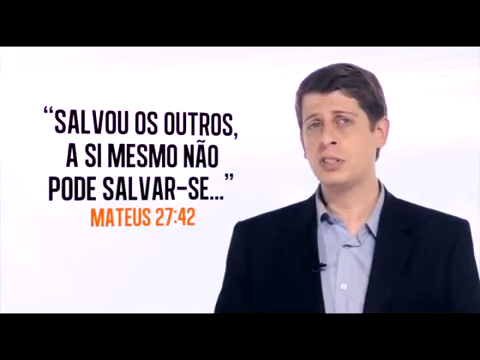 “SALVOU OS OUTROS,
A SI MESMO NÃO
PODE SALVAR-SE...”
MATEUS 27:42